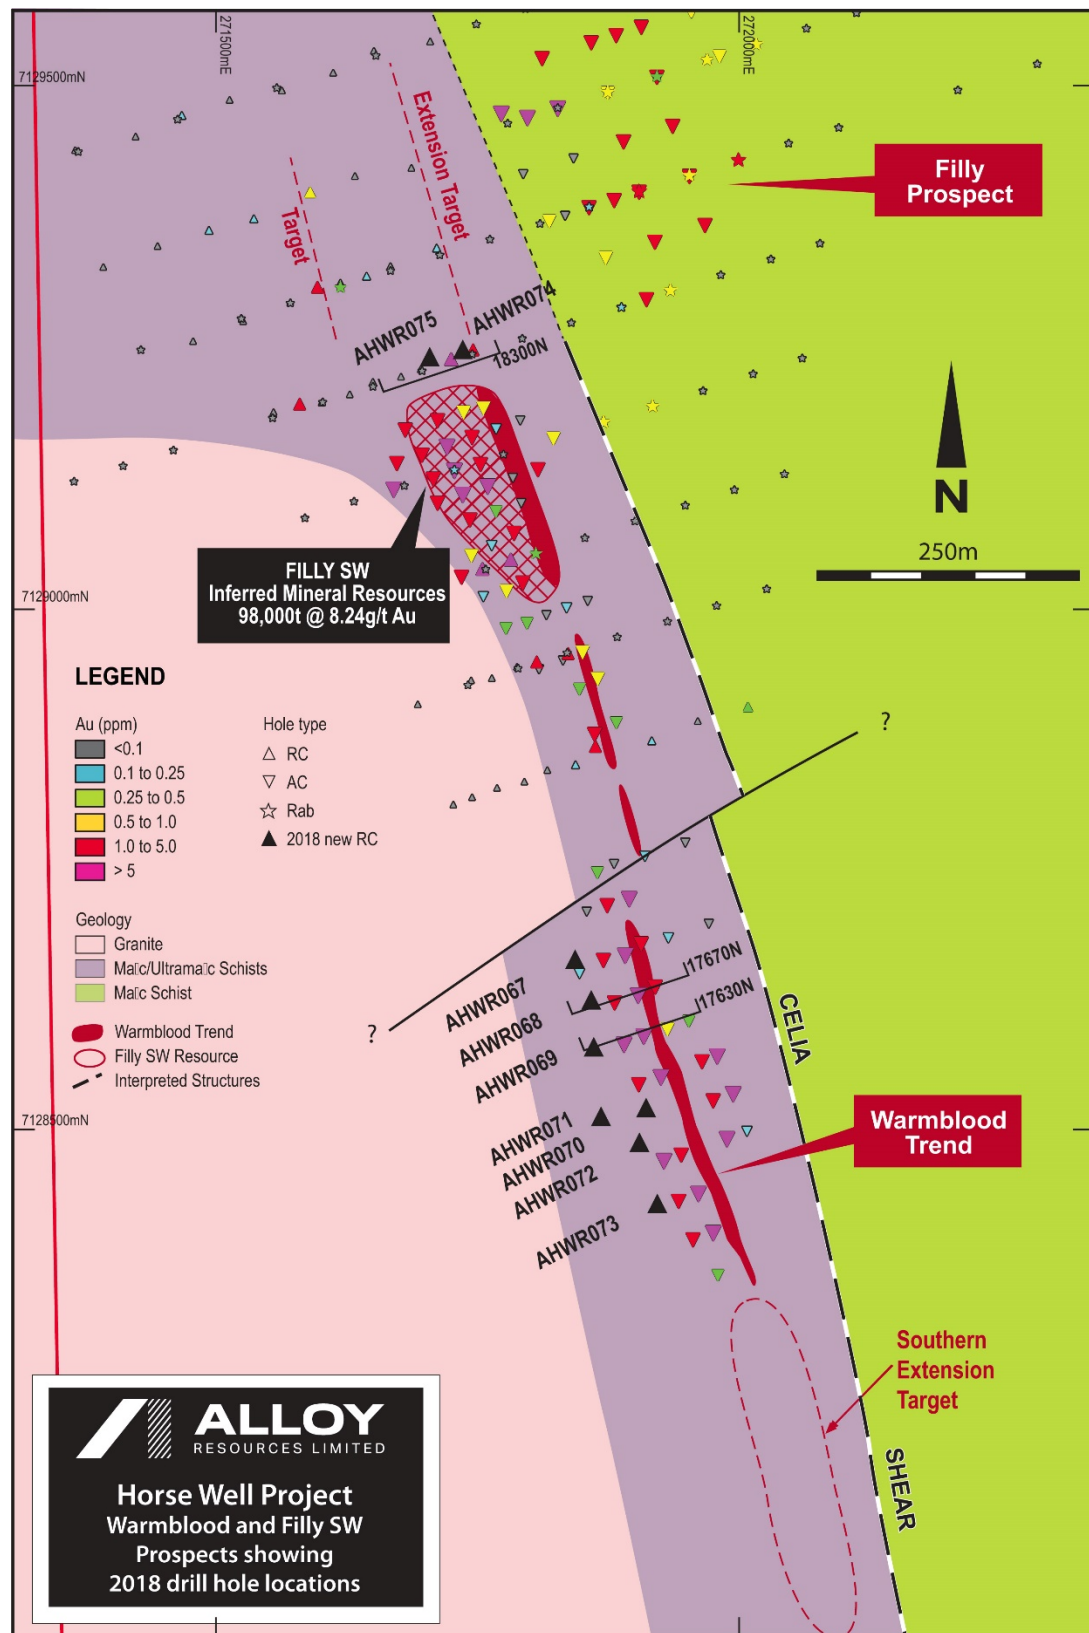 271500mE
272000mE
7129500mN
Extension Target
Target
Filly
Prospect
AHWR075
AHWR074
18300N
N
250m
FILLY SW
Inferred Mineral Resources
98,000t @ 8.24g/t Au
7129000mN
LEGEND
Au (ppm)
<0.1
0.1 to 0.25
0.25 to 0.5
0.5 to 1.0
1.0 to 5.0
> 5
Hole type
RC
AC
Rab
2018 new RC
Geology
Granite
Ma□c/Ultrama□c Schists
Ma□c Schist
Warmblood Trend
Filly SW Resource
Interpreted Structures
?
?
AHWR067
17670N
AHWR068
17630N
AHWR069
CELIA
7128500mN
AHWR071
AHWR070
AHWR072
AHWR073
Warmblood
Trend
Southern
Extension
Target
SHEAR
ALLOY
RESOURCES LIMITED
Horse Well Project
Warmblood and Filly SW
Prospects showing
2018 drill hole locations